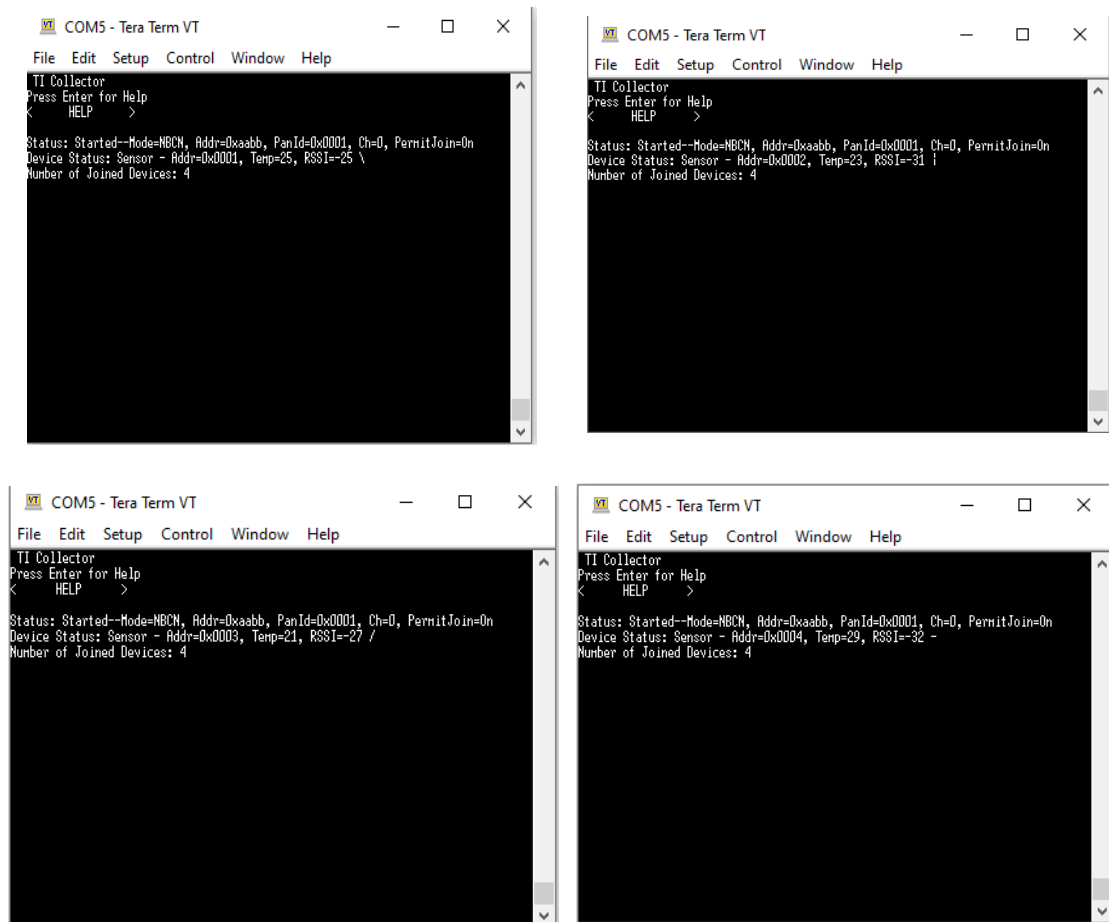 COM5 - Tera Term VT
File Edit Setup Control Window Help
TI Collector
Press Enter for Help
< HELP >
Status: Started--Mode=NBCN, Addr=0xaabb, PanId=0x0001, Ch=0, PermitJoin=On
Device Status: Sensor - Addr=0x0001, Temp=25, RSSI=-25 \
Number of Joined Devices: 4
COM5 - Tera Term VT
File Edit Setup Control Window Help
TI Collector
Press Enter for Help
< HELP >
Status: Started--Mode=NBCN, Addr=0xaabb, PanId=0x0001, Ch=0, PermitJoin=On
Device Status: Sensor - Addr=0x0002, Temp=23, RSSI=-31 ¦
Number of Joined Devices: 4
COM5 - Tera Term VT
File Edit Setup Control Window Help
TI Collector
Press Enter for Help
< HELP >
Status: Started--Mode=NBCN, Addr=0xaabb, PanId=0x0001, Ch=0, PermitJoin=On
Device Status: Sensor - Addr=0x0003, Temp=21, RSSI=-27 /
Number of Joined Devices: 4
COM5 - Tera Term VT
File Edit Setup Control Window Help
TI Collector
Press Enter for Help
< HELP >
Status: Started--Mode=NBCN, Addr=0xaabb, PanId=0x0001, Ch=0, PermitJoin=On
Device Status: Sensor - Addr=0x0004, Temp=29, RSSI=-32 -
Number of Joined Devices: 4